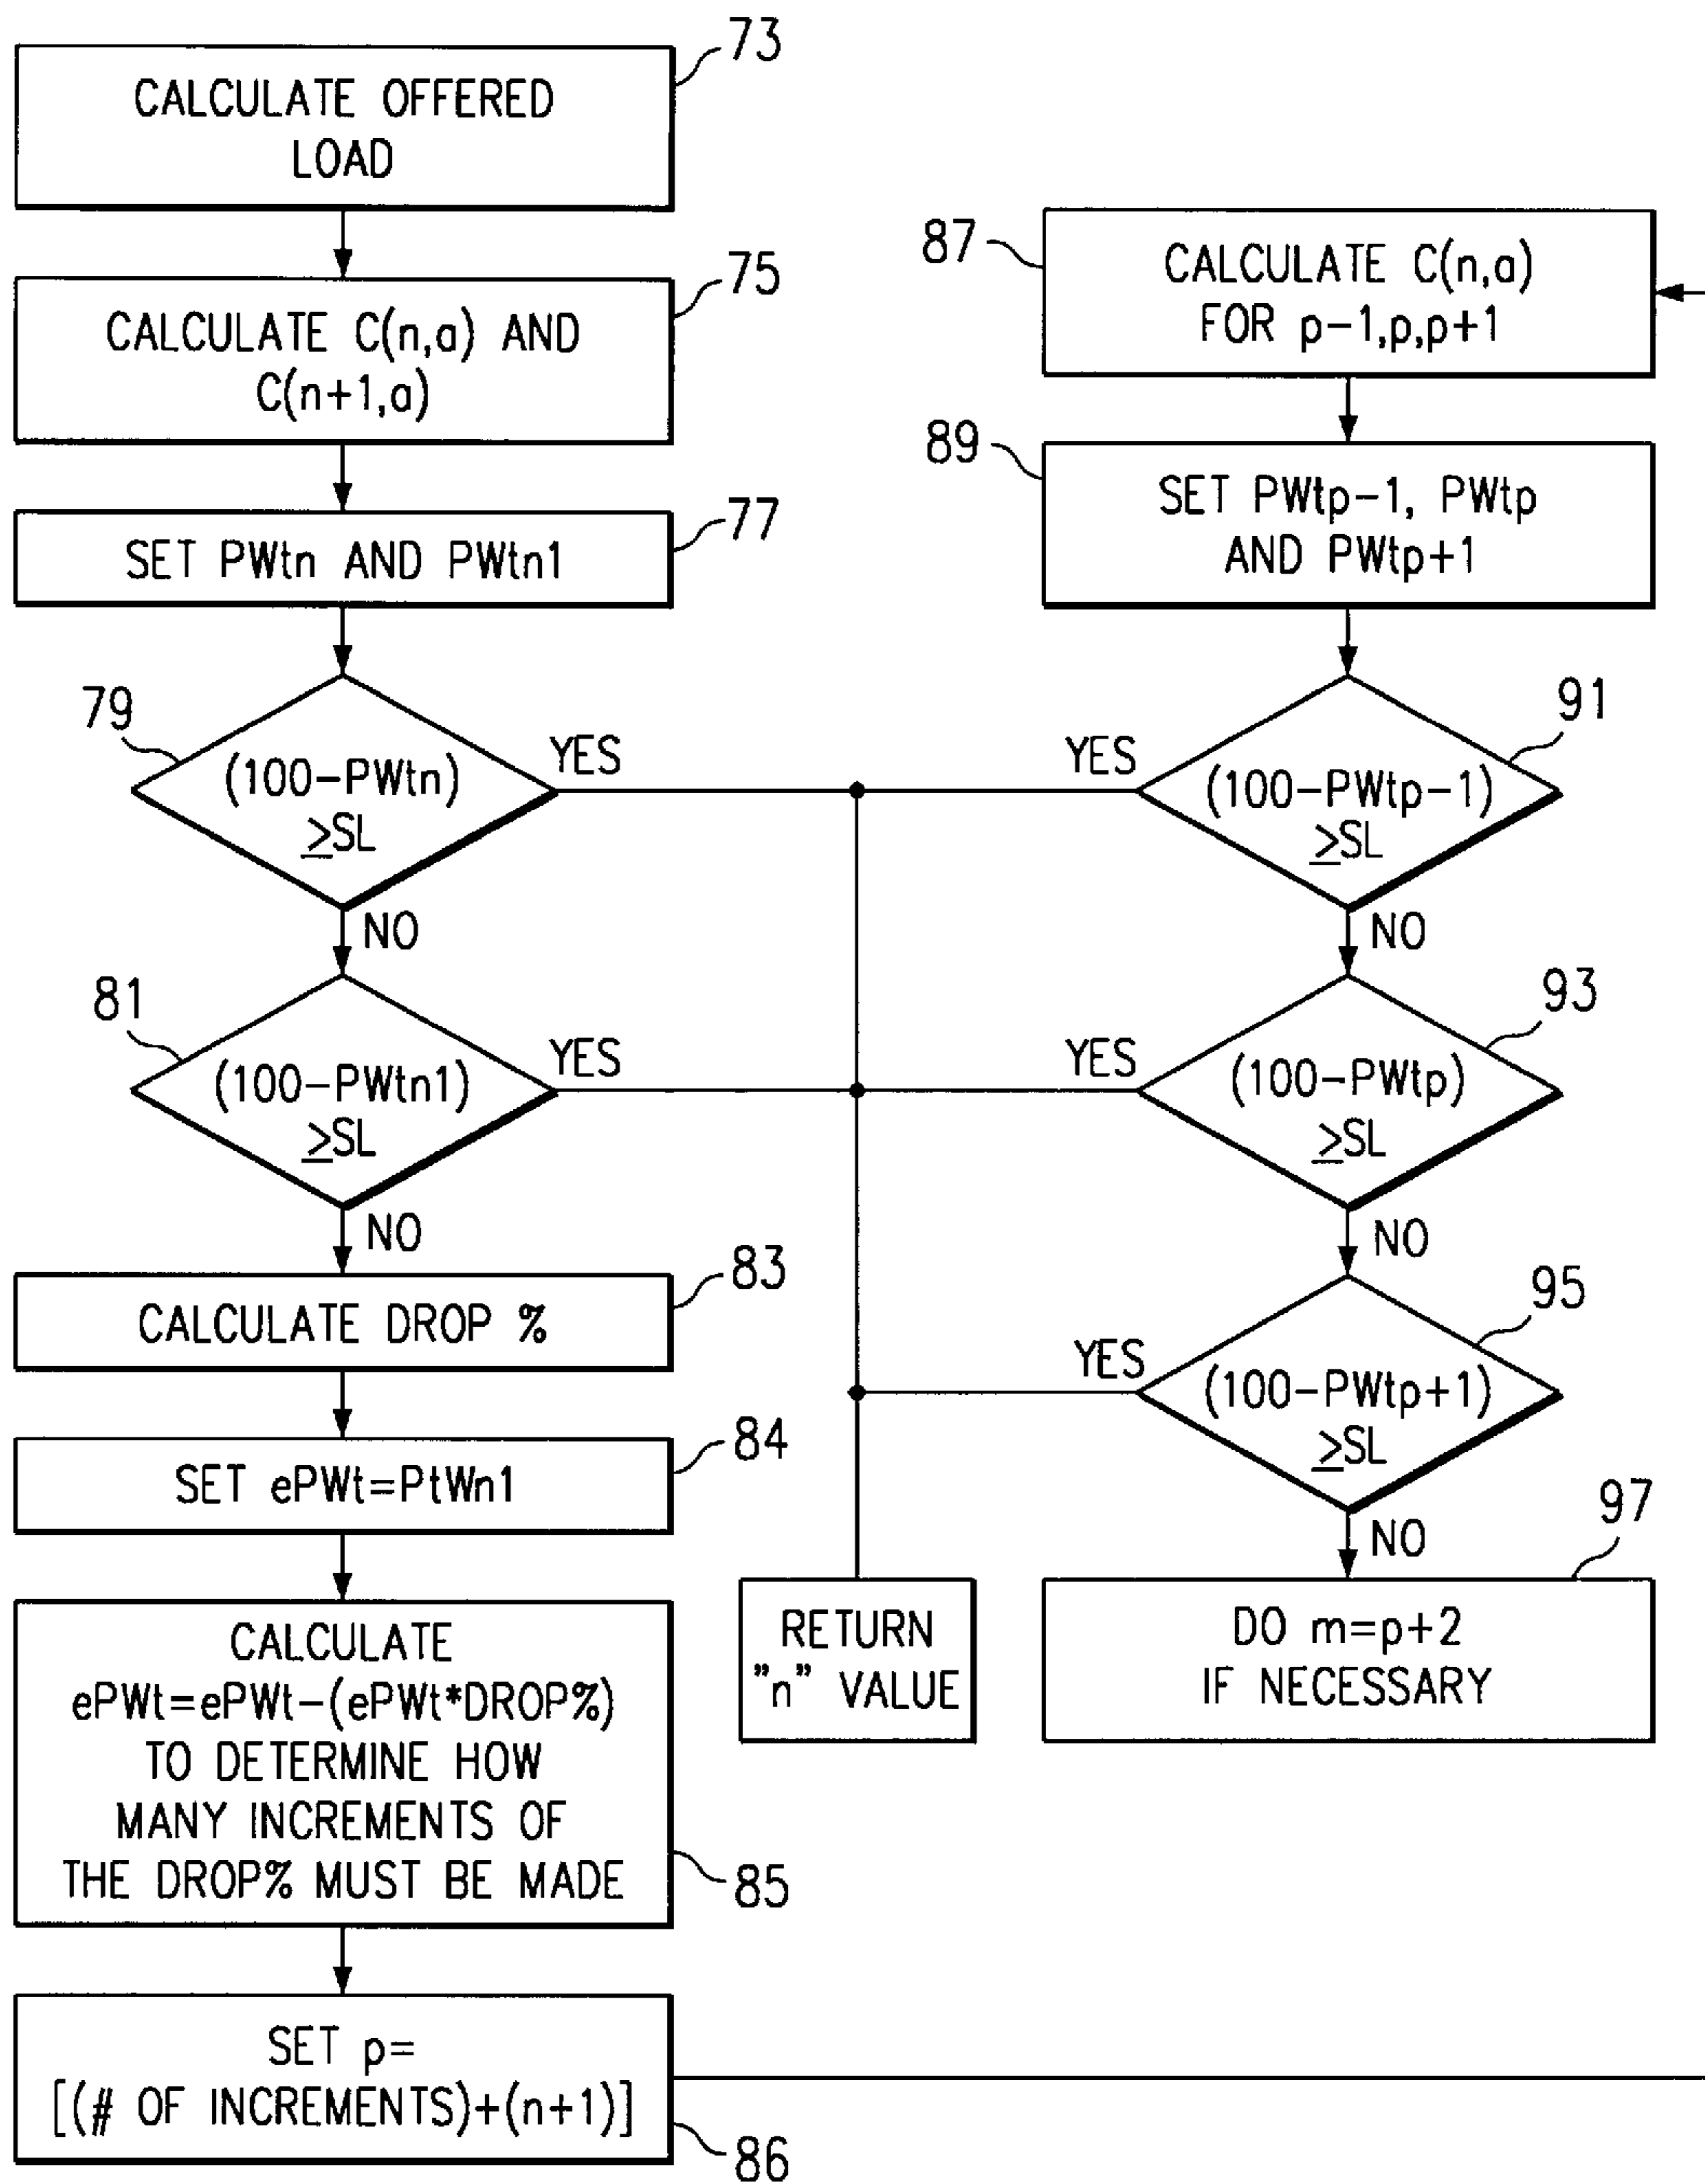 73
CALCULATE OFFERED
LOAD
75
CALCULATE C(n,a) AND
C(n+1,a)
77
SET PWtn AND PWtn1
79
(100-PWtn)
≥SL
YES
NO
81
(100-PWtn1)
≥SL
YES
NO
83
CALCULATE DROP %
84
SET ePWt=PtWn1
CALCULATE
ePWt=ePWt-(ePWt*DROP%)
TO DETERMINE HOW
MANY INCREMENTS OF
THE DROP% MUST BE MADE
85
SET p=
[(# OF INCREMENTS)+(n+1)]
86
87
CALCULATE C(n,a)
FOR p-1,p,p+1
89
SET PWtp-1, PWtp
AND PWtp+1
91
YES
(100-PWtp-1)
≥SL
NO
93
YES
(100-PWtp)
≥SL
NO
95
YES
(100-PWtp+1)
≥SL
NO
97
DO m=p+2
IF NECESSARY
RETURN
"n" VALUE